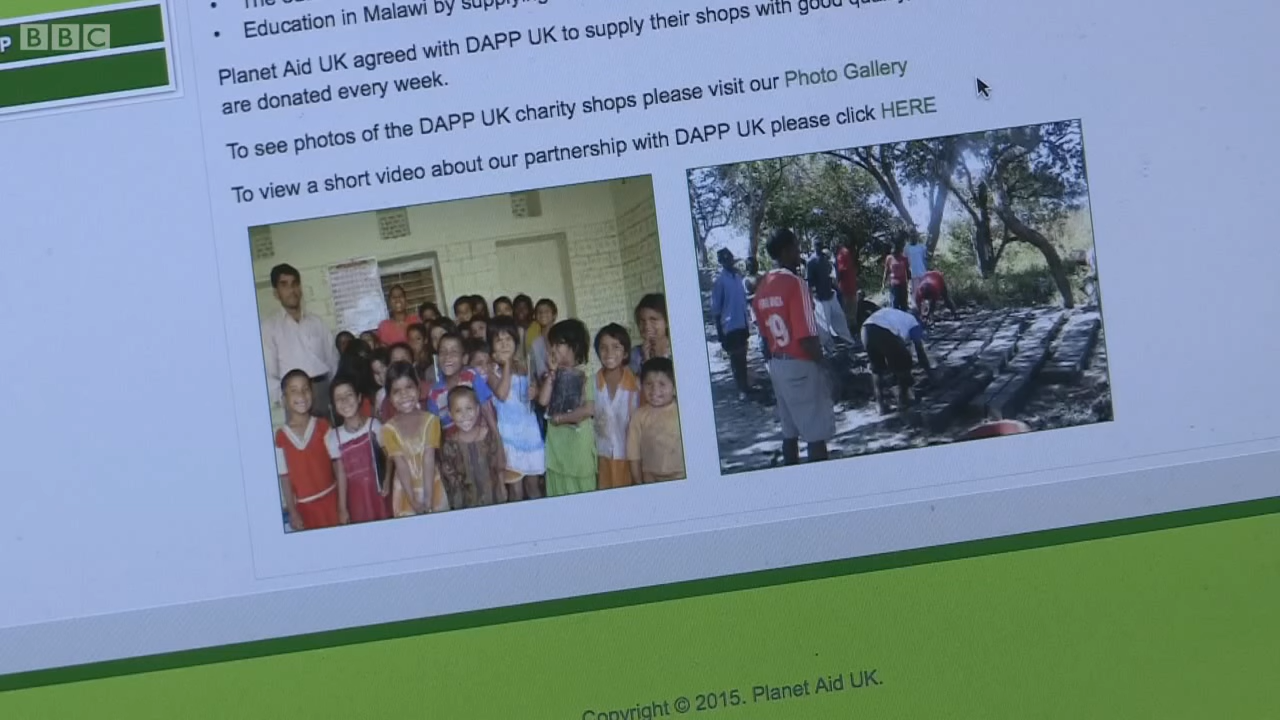 BBC
P
Education in Malawi by supplying
Planet Aid UK agreed with DAPP UK to supply their shops with good
are donated every week.
To see photos of the DAPP UK charity shops please visit our Photo Gallery
To view a short video about our partnership with DAPP UK please click HERE
19
Copyright © 2015. Planet Aid UK.